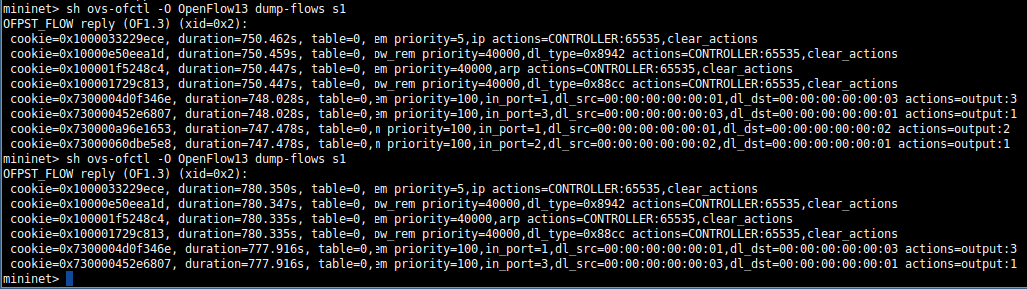 mininet> sh ovs-ofctl -O OpenFlow13 dump-flows s1
OFPST_FLOW reply (OF1.3) (xid=0x2):
cookie=0x1000033229ece, duration=750.462s, table=0, em priority=5,ip actions=CONTROLLER:65535,clear_actions
cookie=0x10000e50eea1d, duration=750.459s, table=0, ow_rem priority=40000,dl_type=0x8942 actions=CONTROLLER:65535,clear_actions
cookie=0x100001f5248c4, duration=750.447s, table=0, em priority=40000,arp actions=CONTROLLER:65535,clear_actions
cookie=0x100001729c813, duration=750.447s, table=0, ow_rem priority=40000,dl_type=0x88cc actions=CONTROLLER:65535,clear_actions
cookie=0x7300004d0f346e, duration=748.028s, table=0,em priority=100,in_port=1,dl_src=00:00:00:00:00:01,dl_dst=00:00:00:00:00:03 actions=output:3
cookie=0x730000452e6807, duration=748.028s, table=0,em priority=100,in_port=3,dl_src=00:00:00:00:00:03,dl_dst=00:00:00:00:00:01 actions=output:1
cookie=0x730000a96e1653, duration=747.478s, table=0,n priority=100,in_port=1,dl_src=00:00:00:00:00:01,dl_dst=00:00:00:00:00:02 actions=output:2
cookie=0x73000060dbe5e8, duration=747.478s, table=0,n priority=100,in_port=2,dl_src=00:00:00:00:00:02,dl_dst=00:00:00:00:00:01 actions=output:1
mininet> sh ovs-ofctl -O OpenFlow13 dump-flows s1
OFPST_FLOW reply (OF1.3) (xid=0x2):
cookie=0x1000033229ece, duration=780.350s, table=0, em priority=5,ip actions=CONTROLLER:65535,clear_actions
cookie=0x10000e50eea1d, duration=780.347s, table=0, ow_rem priority=40000,dl_type=0x8942 actions=CONTROLLER:65535,clear_actions
cookie=0x100001f5248c4, duration=780.335s, table=0, em priority=40000,arp actions=CONTROLLER:65535,clear_actions
cookie=0x100001729c813, duration=780.335s, table=0, ow_rem priority=40000,dl_type=0x88cc actions=CONTROLLER:65535,clear_actions
cookie=0x7300004d0f346e, duration=777.916s, table=0,em priority=100,in_port=1,dl_src=00:00:00:00:00:01,dl_dst=00:00:00:00:00:03 actions=output:3
cookie=0x730000452e6807, duration=777.916s, table=0,em priority=100,in_port=3,dl_src=00:00:00:00:00:03,dl_dst=00:00:00:00:00:01 actions=output:1
mininet>